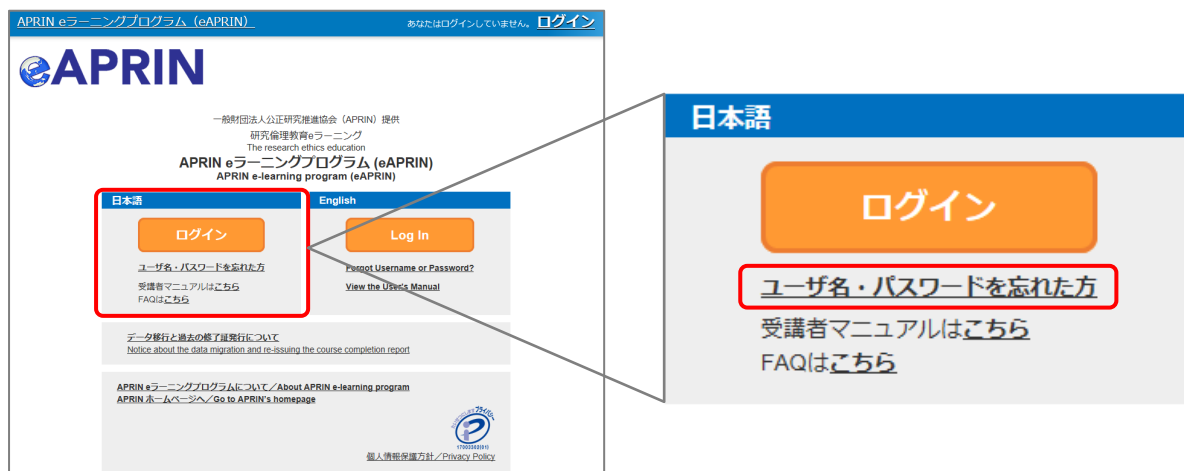 APRIN eラーニングプログラム（eAPRIN）
あなたはログインしていません。 ログイン
eAPRIN
一般財団法人公正研究推進協会（APRIN）提供
研究倫理教育eラーニング
The research ethics education
APRIN eラーニングプログラム (eAPRIN)
APRIN e-learning program (eAPRIN)
日本語
ログイン
ユーザ名・パスワードを忘れた方
受講者マニュアルはこちら
FAQはこちら
English
Log In
Forgot Username or Password?
View the User's Manual
データ移行と過去の修了証発行について
Notice about the data migration and re-issuing the course completion report
APRIN eラーニングプログラムについて／About APRIN e-learning program
APRIN ホームページへ／Go to APRIN's homepage
17003362(01)
個人情報保護方針／Privacy Policy
日本語
ログイン
ユーザ名・パスワードを忘れた方
受講者マニュアルはこちら
FAQはこちら